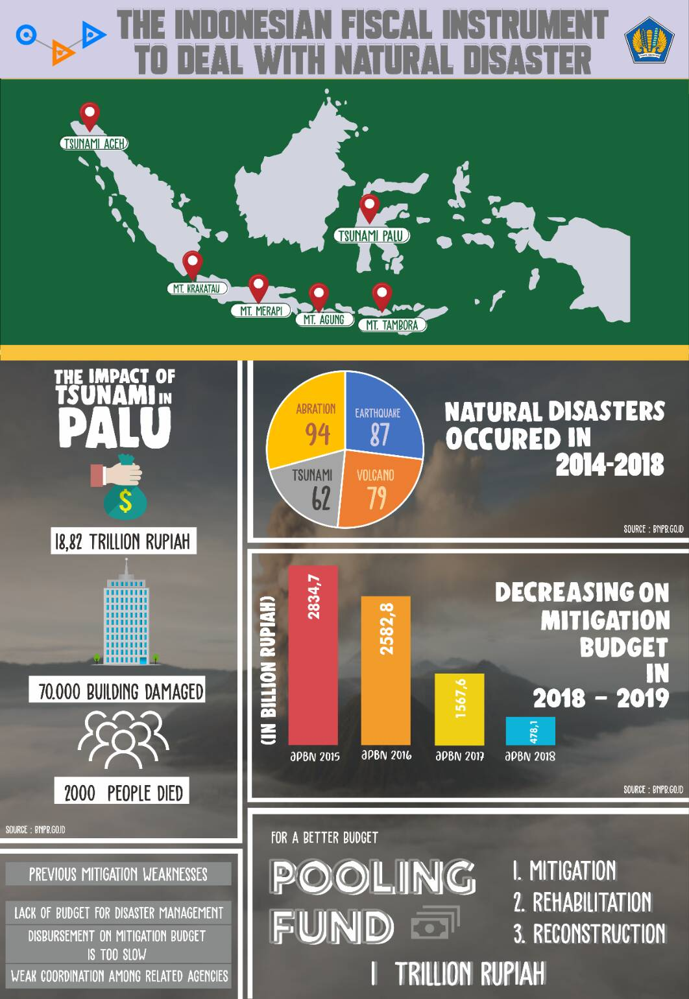 THE INDONESIAN FISCAL INSTRUMENT
TO DEAL WITH NATURAL DISASTER
TSUNAMI ACEH
TSUNAMI PALU
MT. KRAKATAU
MT. MERAPI
MT. AGUNG
MT. TAMBORA
THE IMPACT OF
TSUNAMI IN
PALU
$
18,82 TRILLION RUPIAH
70.000 BUILDING DAMAGED
2000 PEOPLE DIED
SOURCE : BNPB.GO.ID
ABRATION
94
EARTHQUAKE
87
TSUNAMI
62
VOLCANO
79
NATURAL DISASTERS
OCCURED IN
2014-2018
SOURCE : BNPB.GO.ID
(IN BILLION RUPIAH)
2834,7
2582,8
1567,6
478,1
APBN 2015
APBN 2016
APBN 2017
APBN 2018
DECREASING ON
MITIGATION
BUDGET
IN
2018 – 2019
SOURCE : BNPB.GO.ID
PREVIOUS MITIGATION WEAKNESSES
LACK OF BUDGET FOR DISASTER MANAGEMENT
DISBURSEMENT ON MITIGATION BUDGET
IS TOO SLOW
WEAK COORDINATION AMONG RELATED AGENCIES
FOR A BETTER BUDGET
POOLING
FUND
1. MITIGATION
2. REHABILITATION
3. RECONSTRUCTION
1 TRILLION RUPIAH